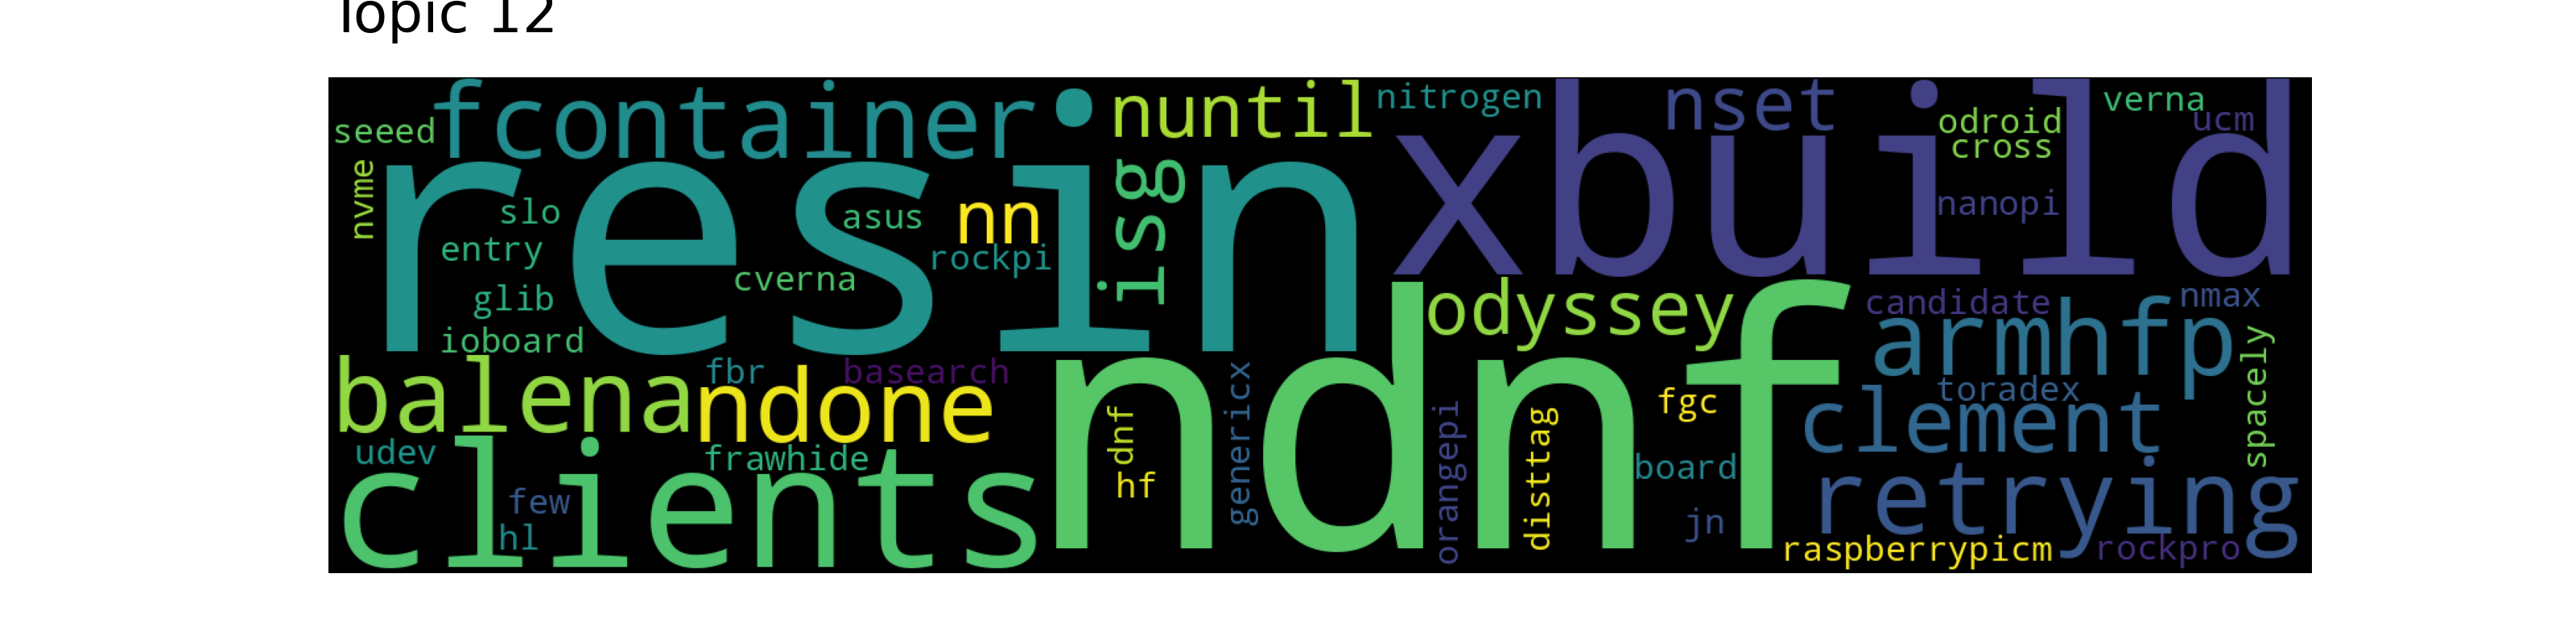 Topic 12
seeed
fcontainer
nuntil
nitrogen
nset
odroid
cross
verna
ucm
nvme
resin
slo
asus
nn
isg
xbuild
nanopi
entry
rockpi
cverna
glib
ioboard
odyssey
candidate
nmax
armhfp
balena
fbr
basearch
ndone
ndnf
genericx
fgc
toradex
clement
spacely
udev
frawhide
dnf
hf
orangepi
disttag
board
clients
few
hl
jn
retrying
raspberrypicm
rockpro